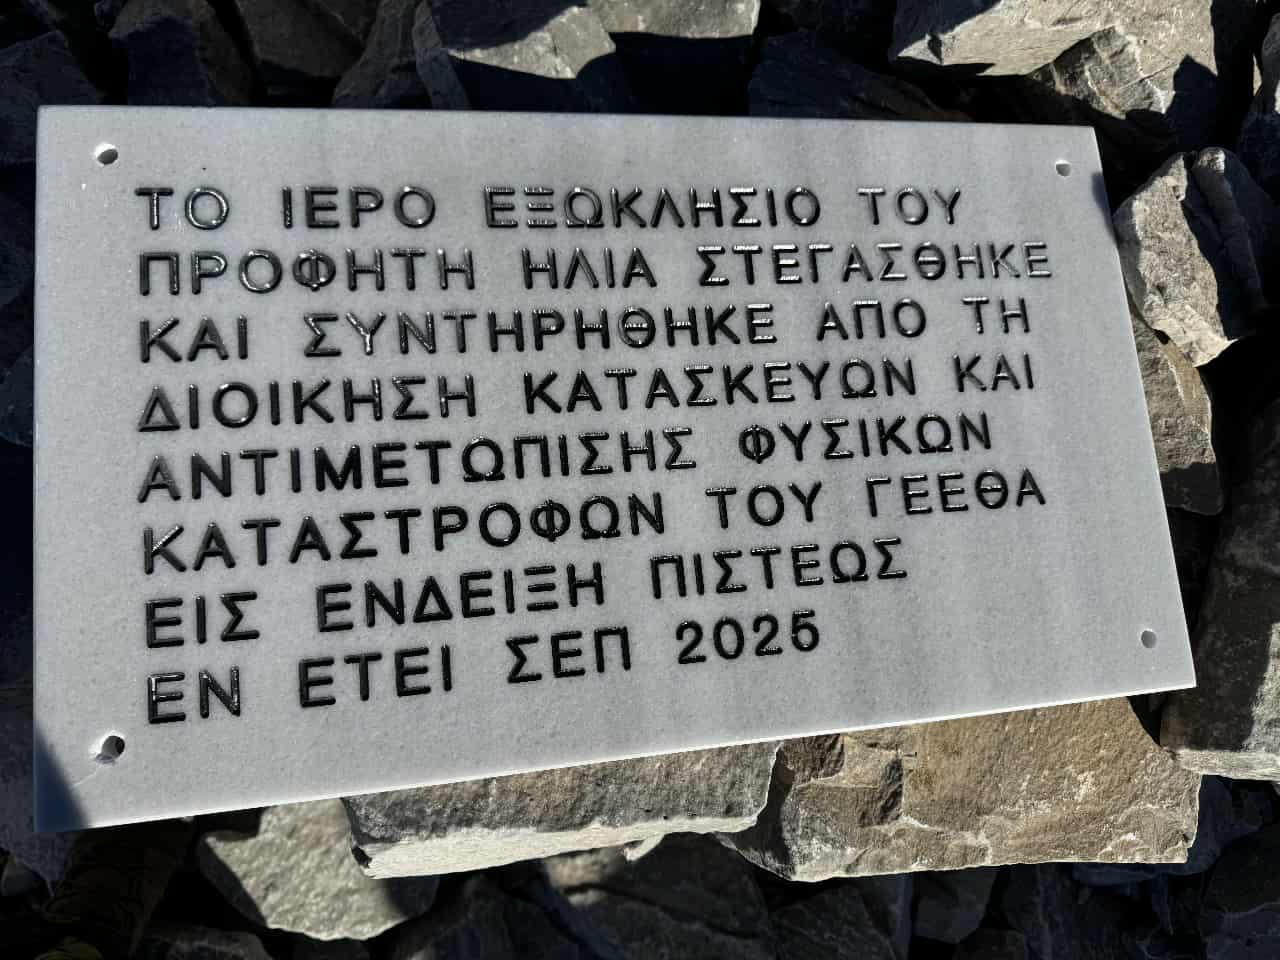 ΤΟ ΙΕΡΟ ΕΞΩΚΛΗΣΙΟ ΤΟΥ
ΠΡΟΦΗΤΗ ΗΛΙΑ ΣΤΕΓΑΣΘΗΚΕ
ΚΑΙ ΣΥΝΤΗΡΗΘΗΚΕ ΑΠΟ ΤΗ
ΔΙΟΙΚΗΣΗ ΚΑΤΑΣΚΕΥΩΝ ΚΑΙ
ΑΝΤΙΜΕΤΩΠΙΣΗΣ ΦΥΣΙΚΩΝ
ΚΑΤΑΣΤΡΟΦΩΝ ΤΟΥ ΓΕΕΘΑ
ΕΙΣ ΕΝΔΕΙΞΗ ΠΙΣΤΕΩΣ
ΕΝ ΕΤΕΙ ΣΕΠ 2025